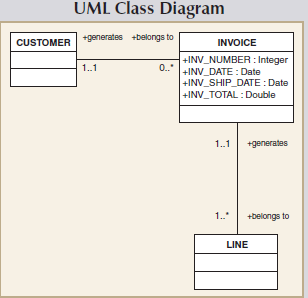 UML Class Diagram
CUSTOMER +generates +belongs to INVOICE
1..1 0..*
+INV_NUMBER : Integer
+INV_DATE : Date
+INV_SHIP_DATE : Date
+INV_TOTAL : Double
1..1 +generates
1..* +belongs to
LINE